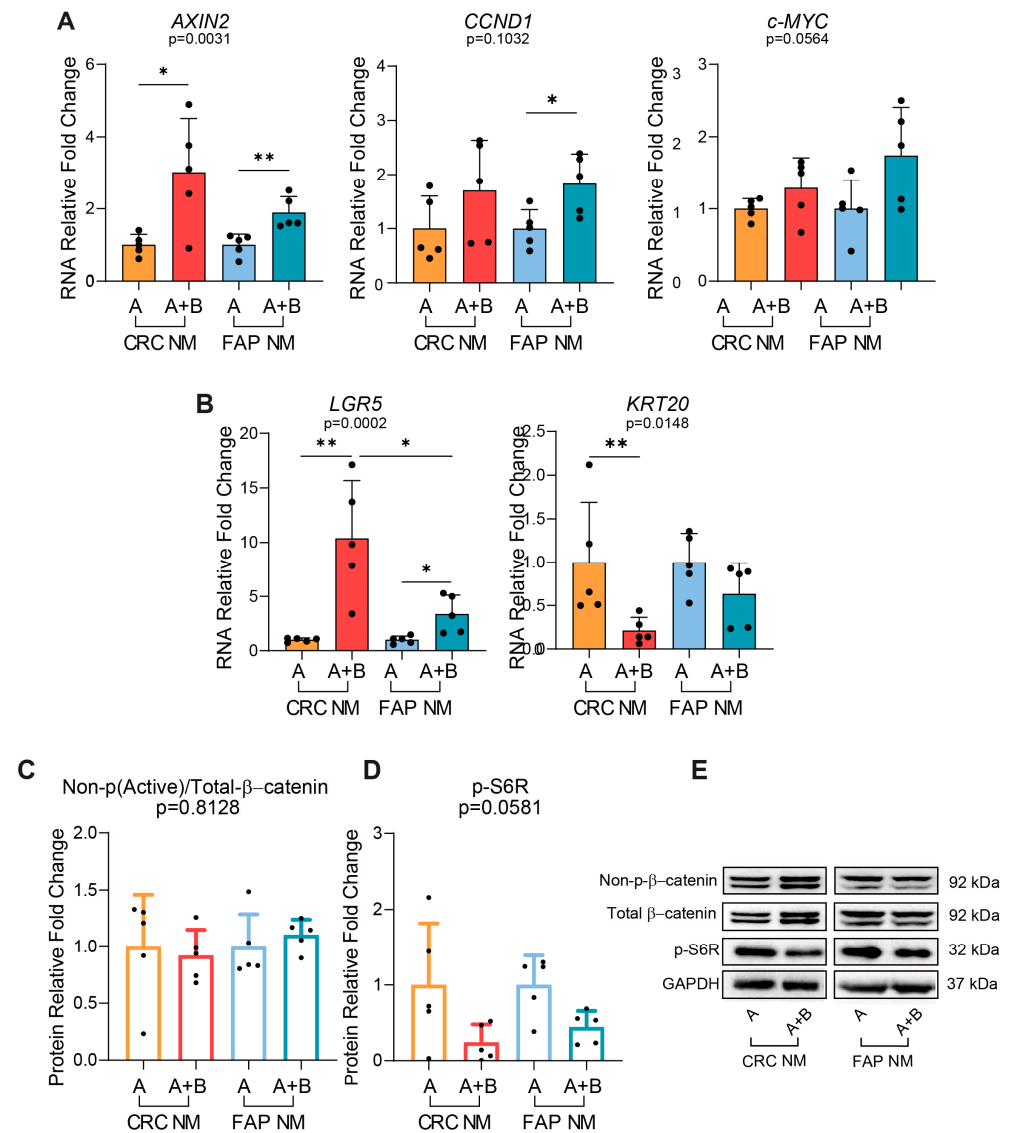 A
AXIN2
p=0.0031
RNA Relative Fold Change
6
4
2
0
*
**
A A+B A A+B
CRC NM FAP NM
CCND1
p=0.1032
RNA Relative Fold Change
4
3
2
1
0
*
A A+B A A+B
CRC NM FAP NM
c-MYC
p=0.0564
RNA Relative Fold Change
3
2
0
3
2
1
0
A A+B A A+B
CRC NM FAP NM
B
LGR5
p=0.0002
RNA Relative Fold Change
20
15
10
5
0
** *
*
A A+B A A+B
CRC NM FAP NM
KRT20
p=0.0148
RNA Relative Fold Change
2.5
2.0
1.5
1.0
0.5
0.0
**
A A+B A A+B
CRC NM FAP NM
C
Non-p(Active)/Total-β−catenin
p=0.8128
Protein Relative Fold Change
2.0
1.5
1.0
0.5
0.0
A A+B A A+B
CRC NM FAP NM
D
p-S6R
p=0.0581
Protein Relative Fold Change
3
2
1
0
A A+B A A+B
CRC NM FAP NM
E
Non-p-β−catenin 92 kDa
Total β−catenin 92 kDa
p-S6R 32 kDa
GAPDH 37 kDa
A A+B A A+B
CRC NM FAP NM